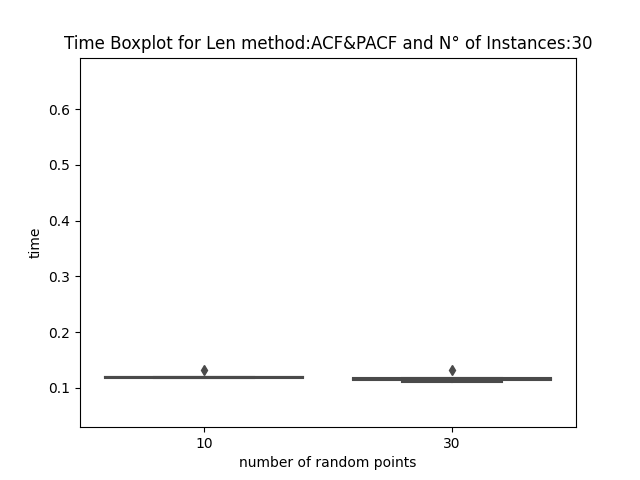 Time Boxplot for Len method:ACF&PACF and N° of Instances:30
0.6
0.5
0.4
0.3
0.2
0.1
time
10 30
number of random points